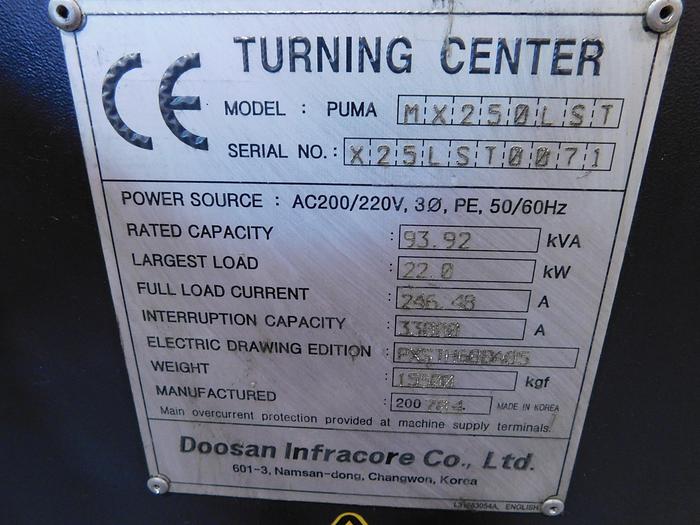 CE TURNING CENTER
MODEL : PUMA MX250LST
SERIAL NO. : X25LST0071
POWER SOURCE : AC200/220V, 3Ø, PE, 50/60Hz
RATED CAPACITY : 93.92 kVA
LARGEST LOAD : 22.0 kW
FULL LOAD CURRENT : 246.48 A
INTERRUPTION CAPACITY : A
ELECTRIC DRAWING EDITION :
WEIGHT : kgf
MANUFACTURED : 200 MADE IN KOREA
Main overcurrent protection provided at machine supply terminals.
Doosan Infracore Co., Ltd.
601-3, Namsan-dong, Changwon, Korea
ENGLISH